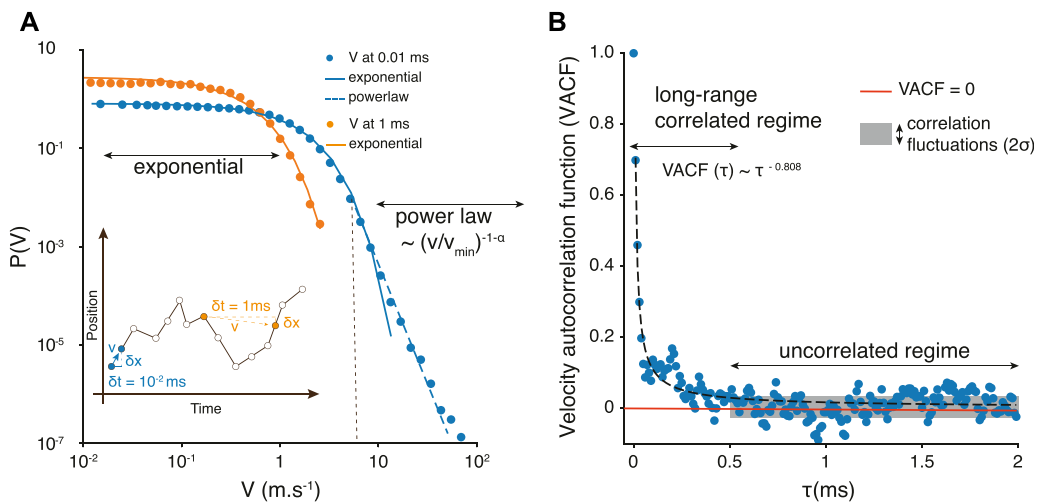 A
P(V)
10
10-1
10-3
10-5
10-7
10-2
10-1
1
10
102
V (m.s-1)
V at 0.01 ms
exponential
powerlaw
V at 1 ms
exponential
exponential
power law
~ (v/vmin)-1-α
Position
Time
v
δx
δt = 10-2 ms
δt = 1ms
v
δx
B
Velocity autocorrelation function (VACF)
1.0
0.8
0.6
0.4
0.2
0
0
0.5
1
1.5
2
τ(ms)
long-range
correlated regime
VACF (τ) ~ τ - 0.808
VACF = 0
correlation
fluctuations (2σ)
uncorrelated regime